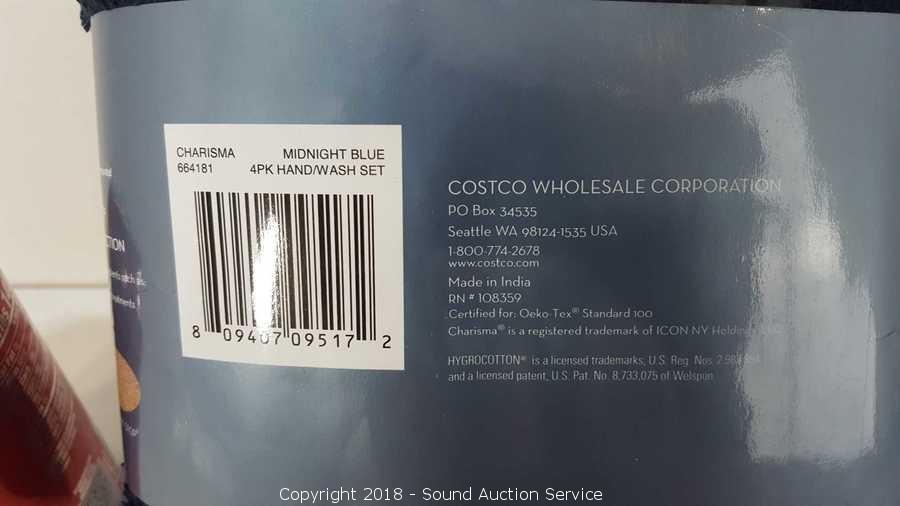 CHARISMA MIDNIGHT BLUE
664181 4PK HAND/WASH SET
8 09407 09517 2
COSTCO WHOLESALE CORPORATION
PO Box 34535
Seattle WA 98124-1535 USA
1-800-774-2678
www.costco.com
Made in India
RN # 108359
Certified for: Oeko-Tex® Standard 100
Charisma® is a registered trademark of ICON NY Holdings LLC
HYGROCOTTON® is a licensed trademarks, U.S. Reg. Nos.
and a licensed patent, U.S. Pat. No. 8,733,075 of Welspun
Copyright 2018 - Sound Auction Service